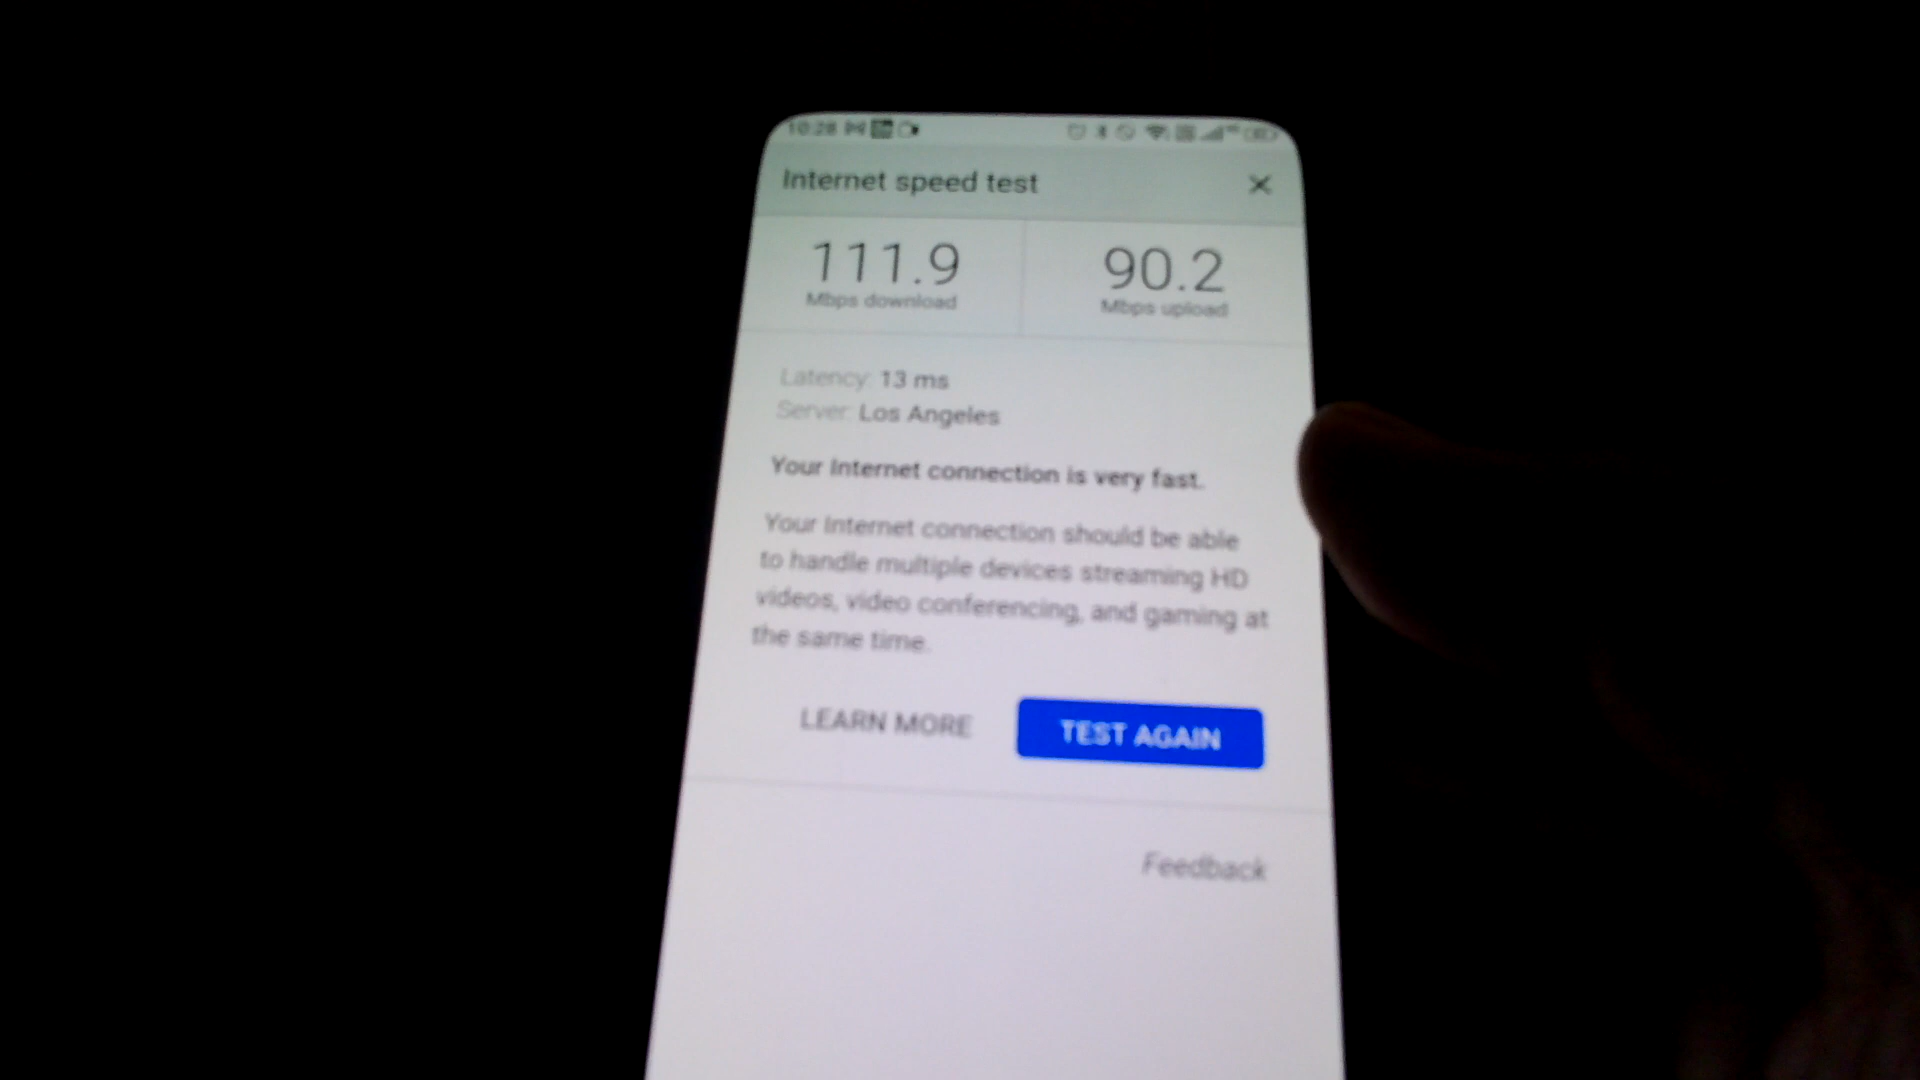 10:28
Internet speed test
111.9
Mbps download
90.2
Mbps upload
Latency: 13 ms
Server: Los Angeles
Your Internet connection is very fast.
Your Internet connection should be able
to handle multiple devices streaming HD
videos, video conferencing, and gaming at
the same time.
LEARN MORE
TEST AGAIN
Feedback